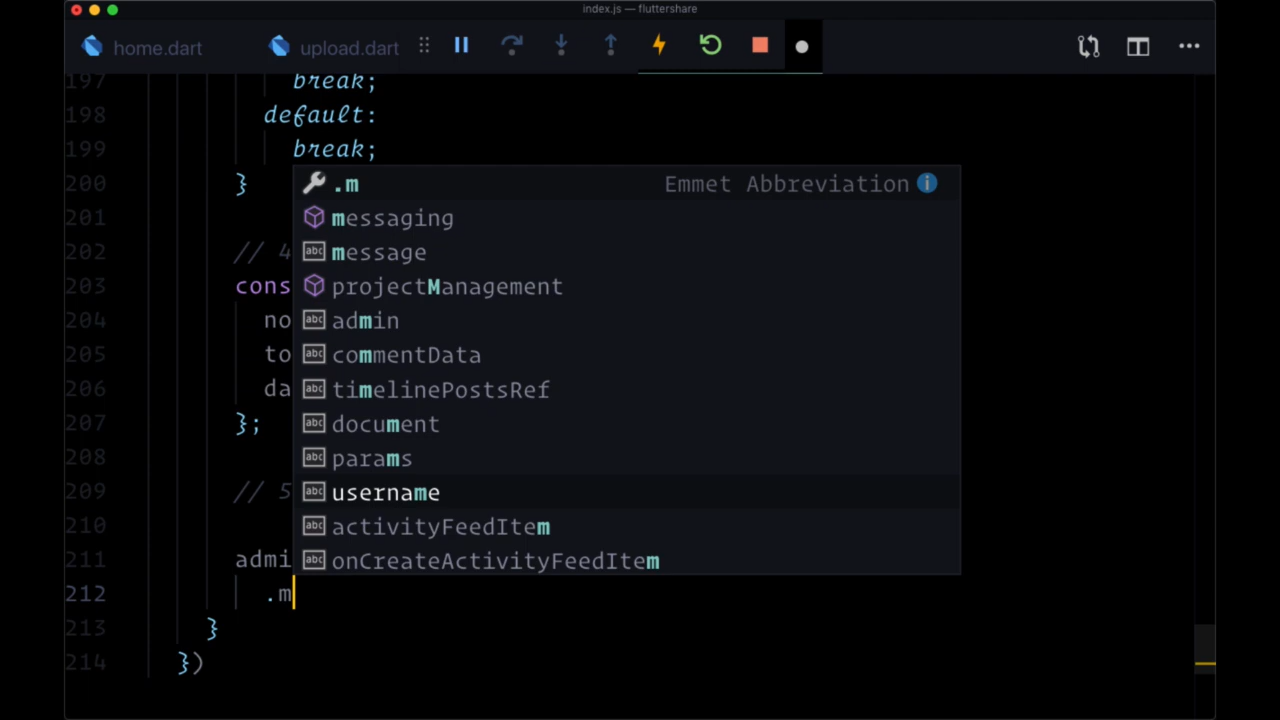 index.js — fluttershare
home.dart upload.dart
197 break;
198 default:
199 break;
200 }
.m Emmet Abbreviation
201 messaging
202 // 4 message
203 cons projectManagement
204 no admin
205 to commentData
206 da timelinePostsRef
207 }; document
208 params
209 // 5 username
210 activityFeedItem
211 admi onCreateActivityFeedItem
212 .m
213 }
214 })